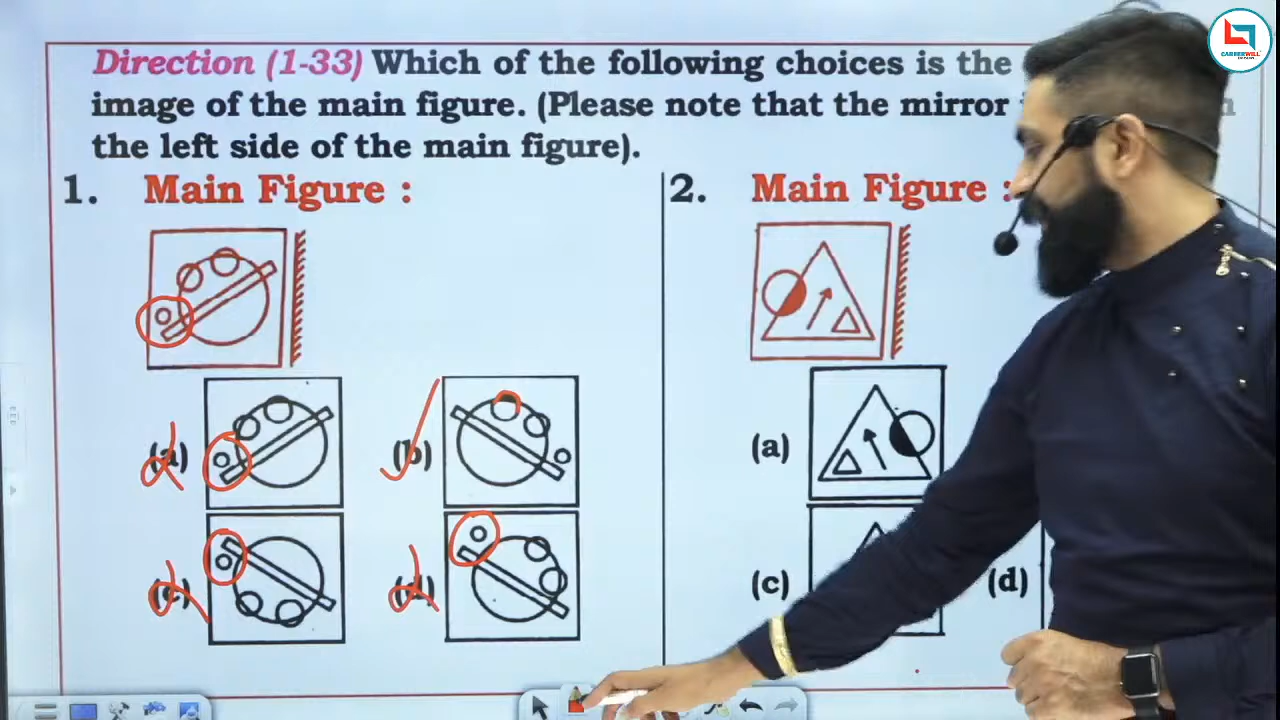 Direction (1-33) Which of the following choices is the
image of the main figure. (Please note that the mirror
the left side of the main figure).
1. Main Figure :
(a)
(b)
(c)
(d)
2. Main Figure :
(a)
(c)
(d)
CAREERWILL